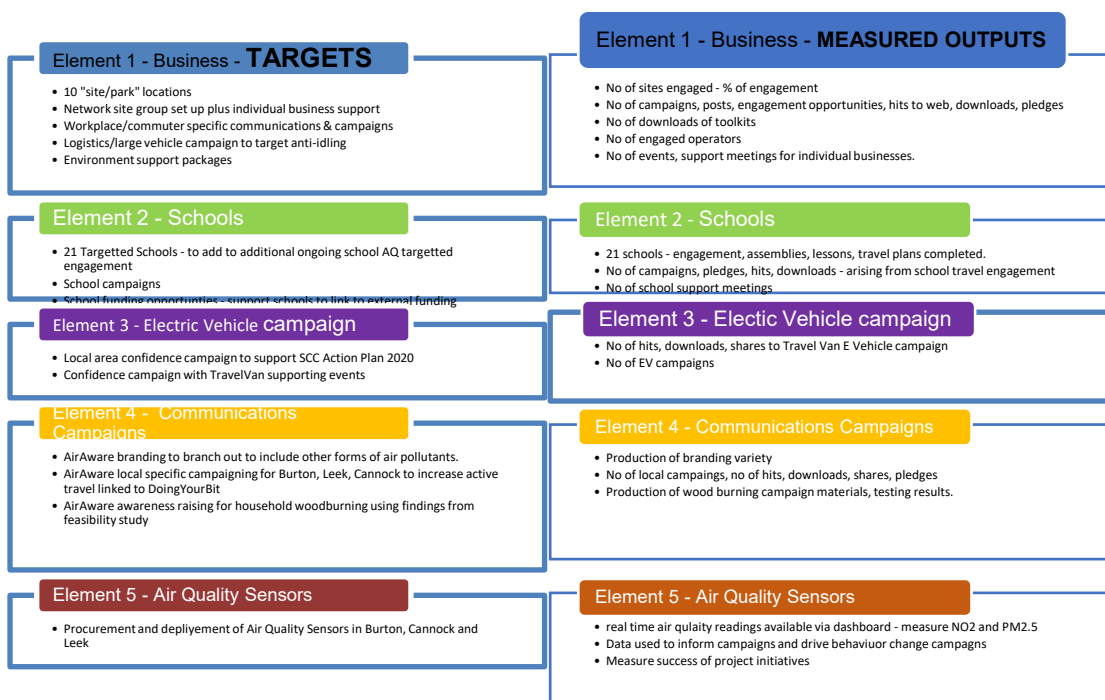 Element 1 - Business - TARGETS
• 10 "site/park" locations
• Network site group set up plus individual business support
• Workplace/commuter specific communications & campaigns
• Logistics/large vehicle campaign to target anti-idling
• Environment support packages
Element 2 - Schools
• 21 Targetted Schools - to add to additional ongoing school AQ targetted
engagement
• School campaigns
• School funding opportunties - support schools to link to external funding
Element 3 - Electric Vehicle campaign
• Local area confidence campaign to support SCC Action Plan 2020
• Confidence campaign with TravelVan supporting events
Element 4 - Communications
Campaigns
• AirAware branding to branch out to include other forms of air pollutants.
• AirAware local specific campaigning for Burton, Leek, Cannock to increase active
travel linked to DoingYourBit
• AirAware awareness raising for household woodburning using findings from
feasibility study
Element 5 - Air Quality Sensors
• Procurement and depliyement of Air Quality Sensors in Burton, Cannock and
Leek
Element 1 - Business - MEASURED OUTPUTS
• No of sites engaged - % of engagement
• No of campaigns, posts, engagement opportunities, hits to web, downloads, pledges
• No of downloads of toolkits
• No of engaged operators
• No of events, support meetings for individual businesses.
Element 2 - Schools
• 21 schools - engagement, assemblies, lessons, travel plans completed.
• No of campaigns, pledges, hits, downloads - arising from school travel engagement
• No of school support meetings
Element 3 - Electic Vehicle campaign
• No of hits, downloads, shares to Travel Van E Vehicle campaign
• No of EV campaigns
Element 4 - Communications Campaigns
• Production of branding variety
• No of local campaings, no of hits, downloads, shares, pledges
• Production of wood burning campaign materials, testing results.
Element 5 - Air Quality Sensors
• real time air qulaity readings available via dashboard - measure NO2 and PM2.5
• Data used to inform campaigns and drive behaviuor change campagns
• Measure success of project initiatives